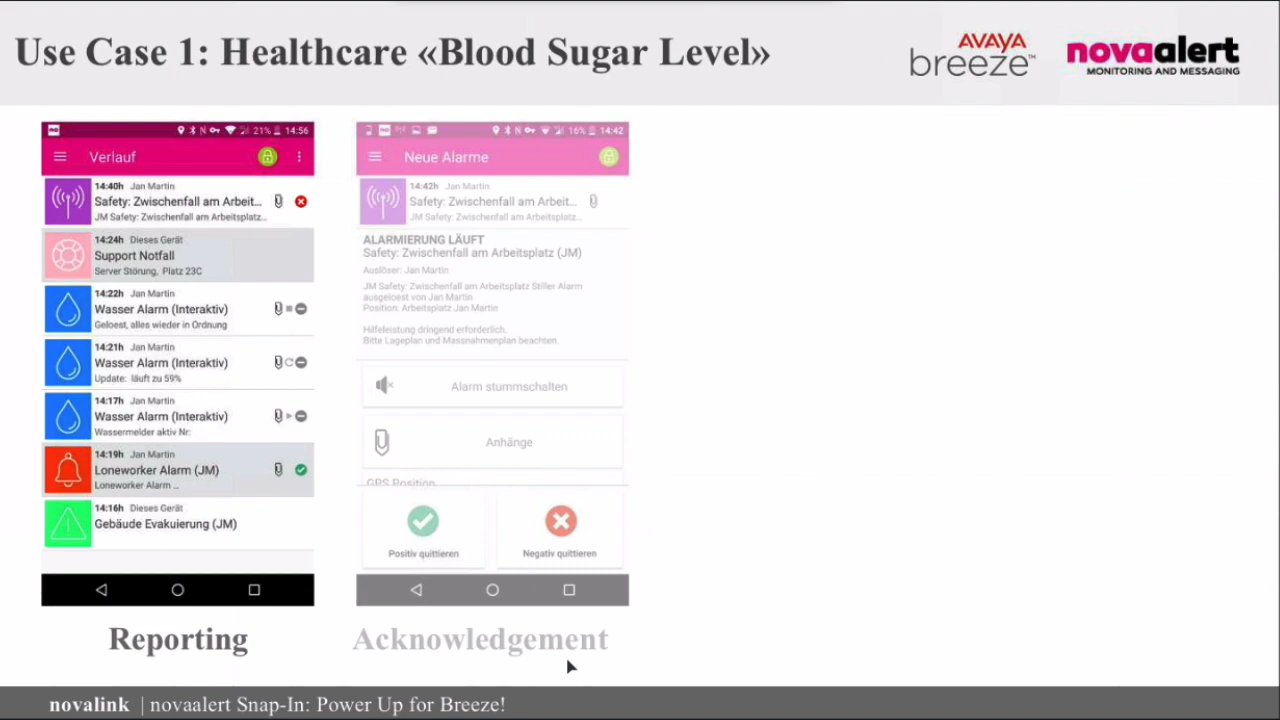 Use Case 1: Healthcare «Blood Sugar Level»
AVAYA
breeze™
novaalert
MONITORING AND MESSAGING
21% 14:56
Verlauf
14:40h Jan Martin
Safety: Zwischenfall am Arbeit...
JM Safety: Zwischenfall am Arbeitsplatz...
14:24h Dieses Gerät
Support Notfall
Server Störung, Platz 23C
14:22h Jan Martin
Wasser Alarm (Interaktiv)
Geloest, alles wieder in Ordnung
14:21h Jan Martin
Wasser Alarm (Interaktiv)
Update: läuft zu 59%
14:17h Jan Martin
Wasser Alarm (Interaktiv)
Wassermelder aktiv Nr:
14:19h Jan Martin
Loneworker Alarm (JM)
Loneworker Alarm ...
14:16h Dieses Gerät
Gebäude Evakuierung (JM)
Reporting
16% 14:42
Neue Alarme
14:42h Jan Martin
Safety: Zwischenfall am Arbeit...
JM Safety: Zwischenfall am Arbeitsplatz...
ALARMIERUNG LÄUFT
Safety: Zwischenfall am Arbeitsplatz (JM)
Auslöser: Jan Martin
JM Safety: Zwischenfall am Arbeitsplatz Stiller Alarm
ausgeloest von Jan Martin
Position: Arbeitsplatz Jan Martin
Hilfeleistung dringend erforderlich.
Bitte Lageplan und Massnahmenplan beachten.
Alarm stummschalten
Anhänge
GPS Position
Positiv quittieren
Negativ quittieren
Acknowledgement
novalink | novaalert Snap-In: Power Up for Breeze!